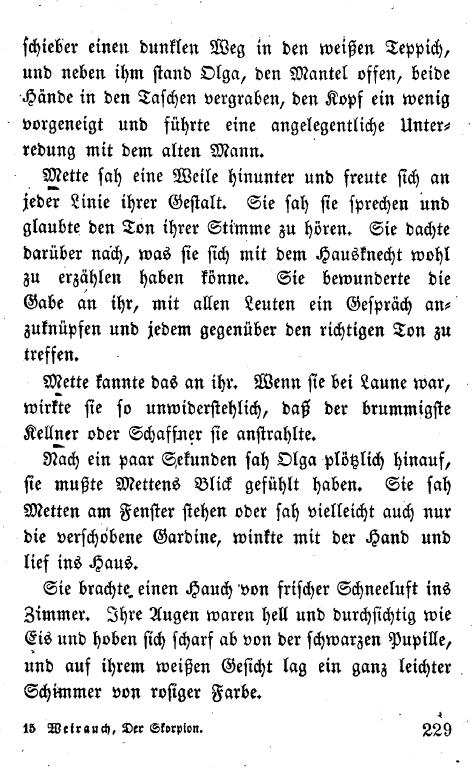 schieber einen dunklen Weg in den weißen Teppich,
und neben ihm stand Olga, den Mantel offen, beide
Hände in den Taschen vergraben, den Kopf ein wenig
vorgeneigt und führte eine angelegentliche Unter-
redung mit dem alten Mann.
Mette sah eine Weile hinunter und freute sich an
jeder Linie ihrer Gestalt. Sie sah sie sprechen und
glaubte den Ton ihrer Stimme zu hören. Sie dachte
darüber nach, was sie sich mit dem Hausknecht wohl
zu erzählen haben könne. Sie bewunderte die
Gabe an ihr, mit allen Leuten ein Gespräch an-
zuknüpfen und jedem gegenüber den richtigen Ton zu
treffen.
Mette kannte das an ihr. Wenn sie bei Laune war,
wirkte sie so unwiderstehlich, daß der brummigste
Kellner oder Schaffner sie anstrahlte.
Nach ein paar Sekunden sah Olga plötzlich hinauf,
sie mußte Mettens Blick gefühlt haben. Sie sah
Metten am Fenster stehen oder sah vielleicht auch nur
die verschobene Gardine, winkte mit der Hand und
lief ins Haus.
Sie brachte einen Hauch von frischer Schneeluft ins
Zimmer. Ihre Augen waren hell und durchsichtig wie
Eis und hoben sich scharf ab von der schwarzen Pupille,
und auf ihrem weißen Gesicht lag ein ganz leichter
Schimmer von rosiger Farbe.
15 Weirauch, Der Skorpion. 229